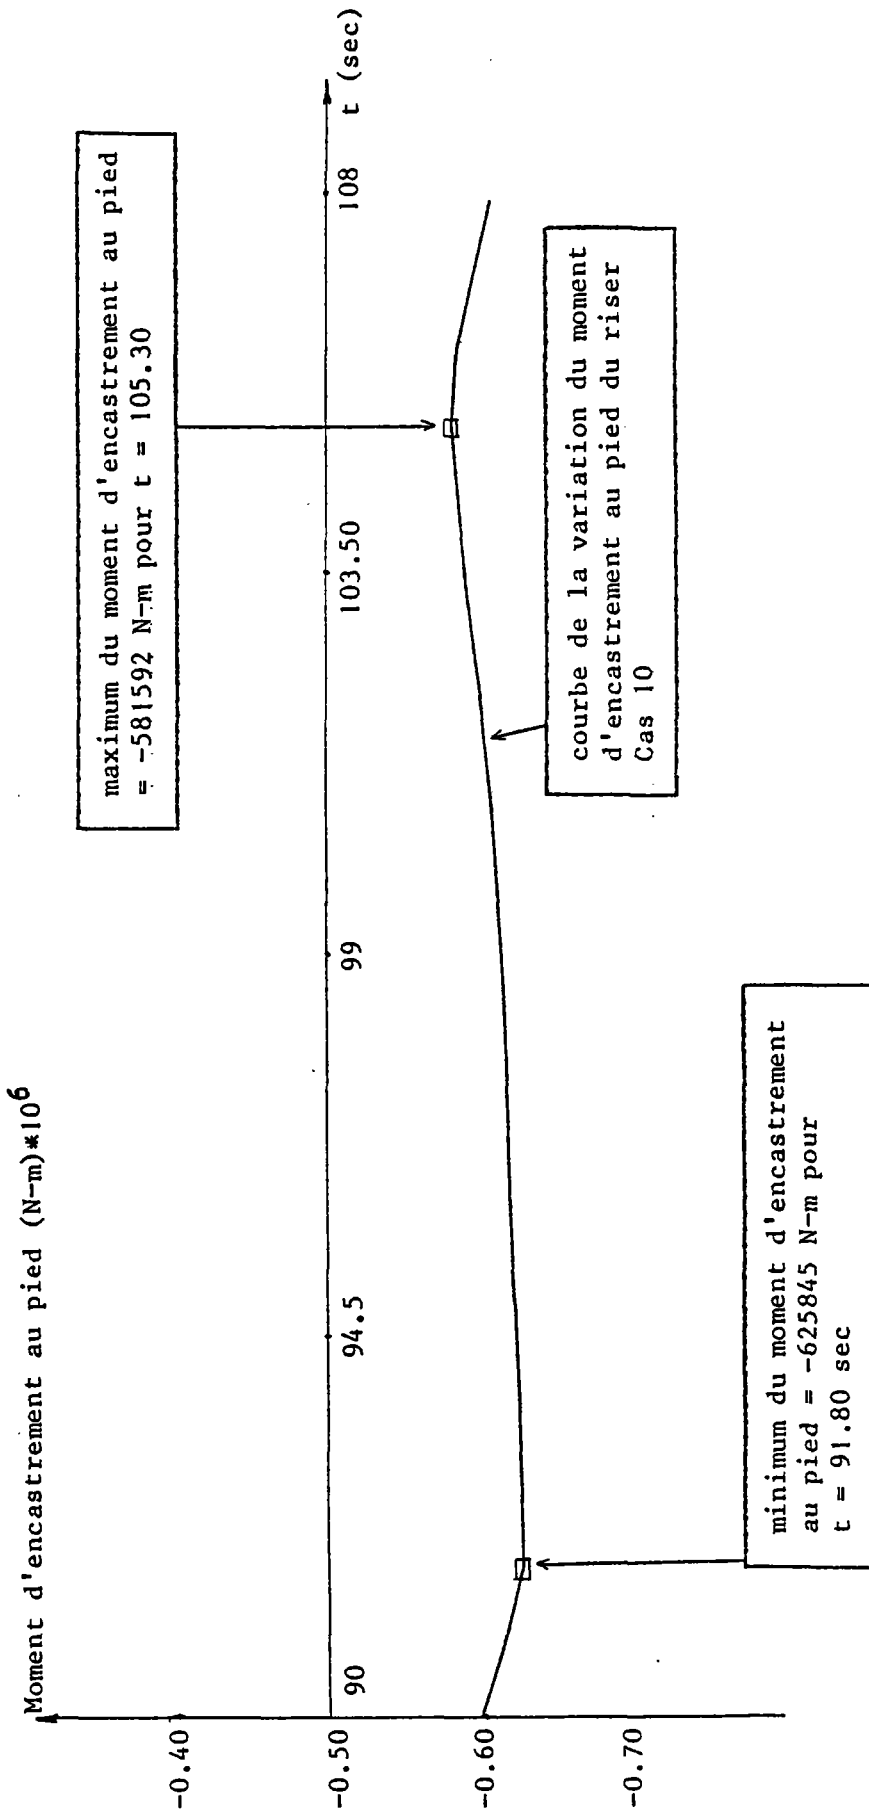 Moment d'encastrement au pied (N-m)*10⁶
maximum du moment d'encastrement au pied
= -581592 N-m pour t = 105.30
-0.40
-0.50
-0.60
-0.70
90
94.5
99
103.50
108
t (sec)
courbe de la variation du moment
d'encastrement au pied du riser
Cas 10
minimum du moment d'encastrement
au pied = -625845 N-m pour
t = 91.80 sec